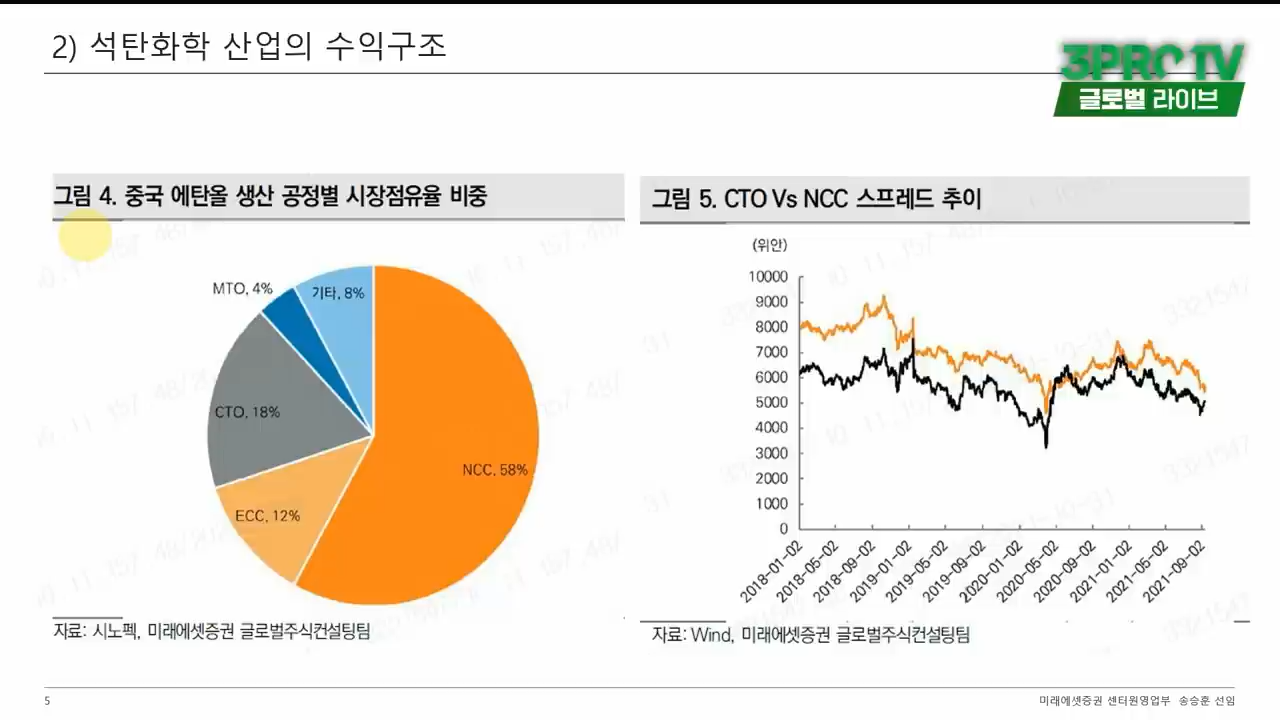 2) 석탄화학 산업의 수익구조
3PRO TV
글로벌 라이브
그림 4. 중국 에탄올 생산 공정별 시장점유율 비중
MTO, 4%
기타, 8%
CTO, 18%
NCC, 58%
ECC, 12%
자료: 시노펙, 미래에셋증권 글로벌주식컨설팅팀
그림 5. CTO Vs NCC 스프레드 추이
(위안)
10000
9000
8000
7000
6000
5000
4000
3000
2000
1000
0
2018-01-02
2018-05-02
2018-09-02
2019-01-02
2019-05-02
2019-09-02
2020-01-02
2020-05-02
2020-09-02
2021-01-02
2021-05-02
2021-09-02
자료: Wind, 미래에셋증권 글로벌주식컨설팅팀
5
미래에셋증권 센터원영업부 송승훈 선임